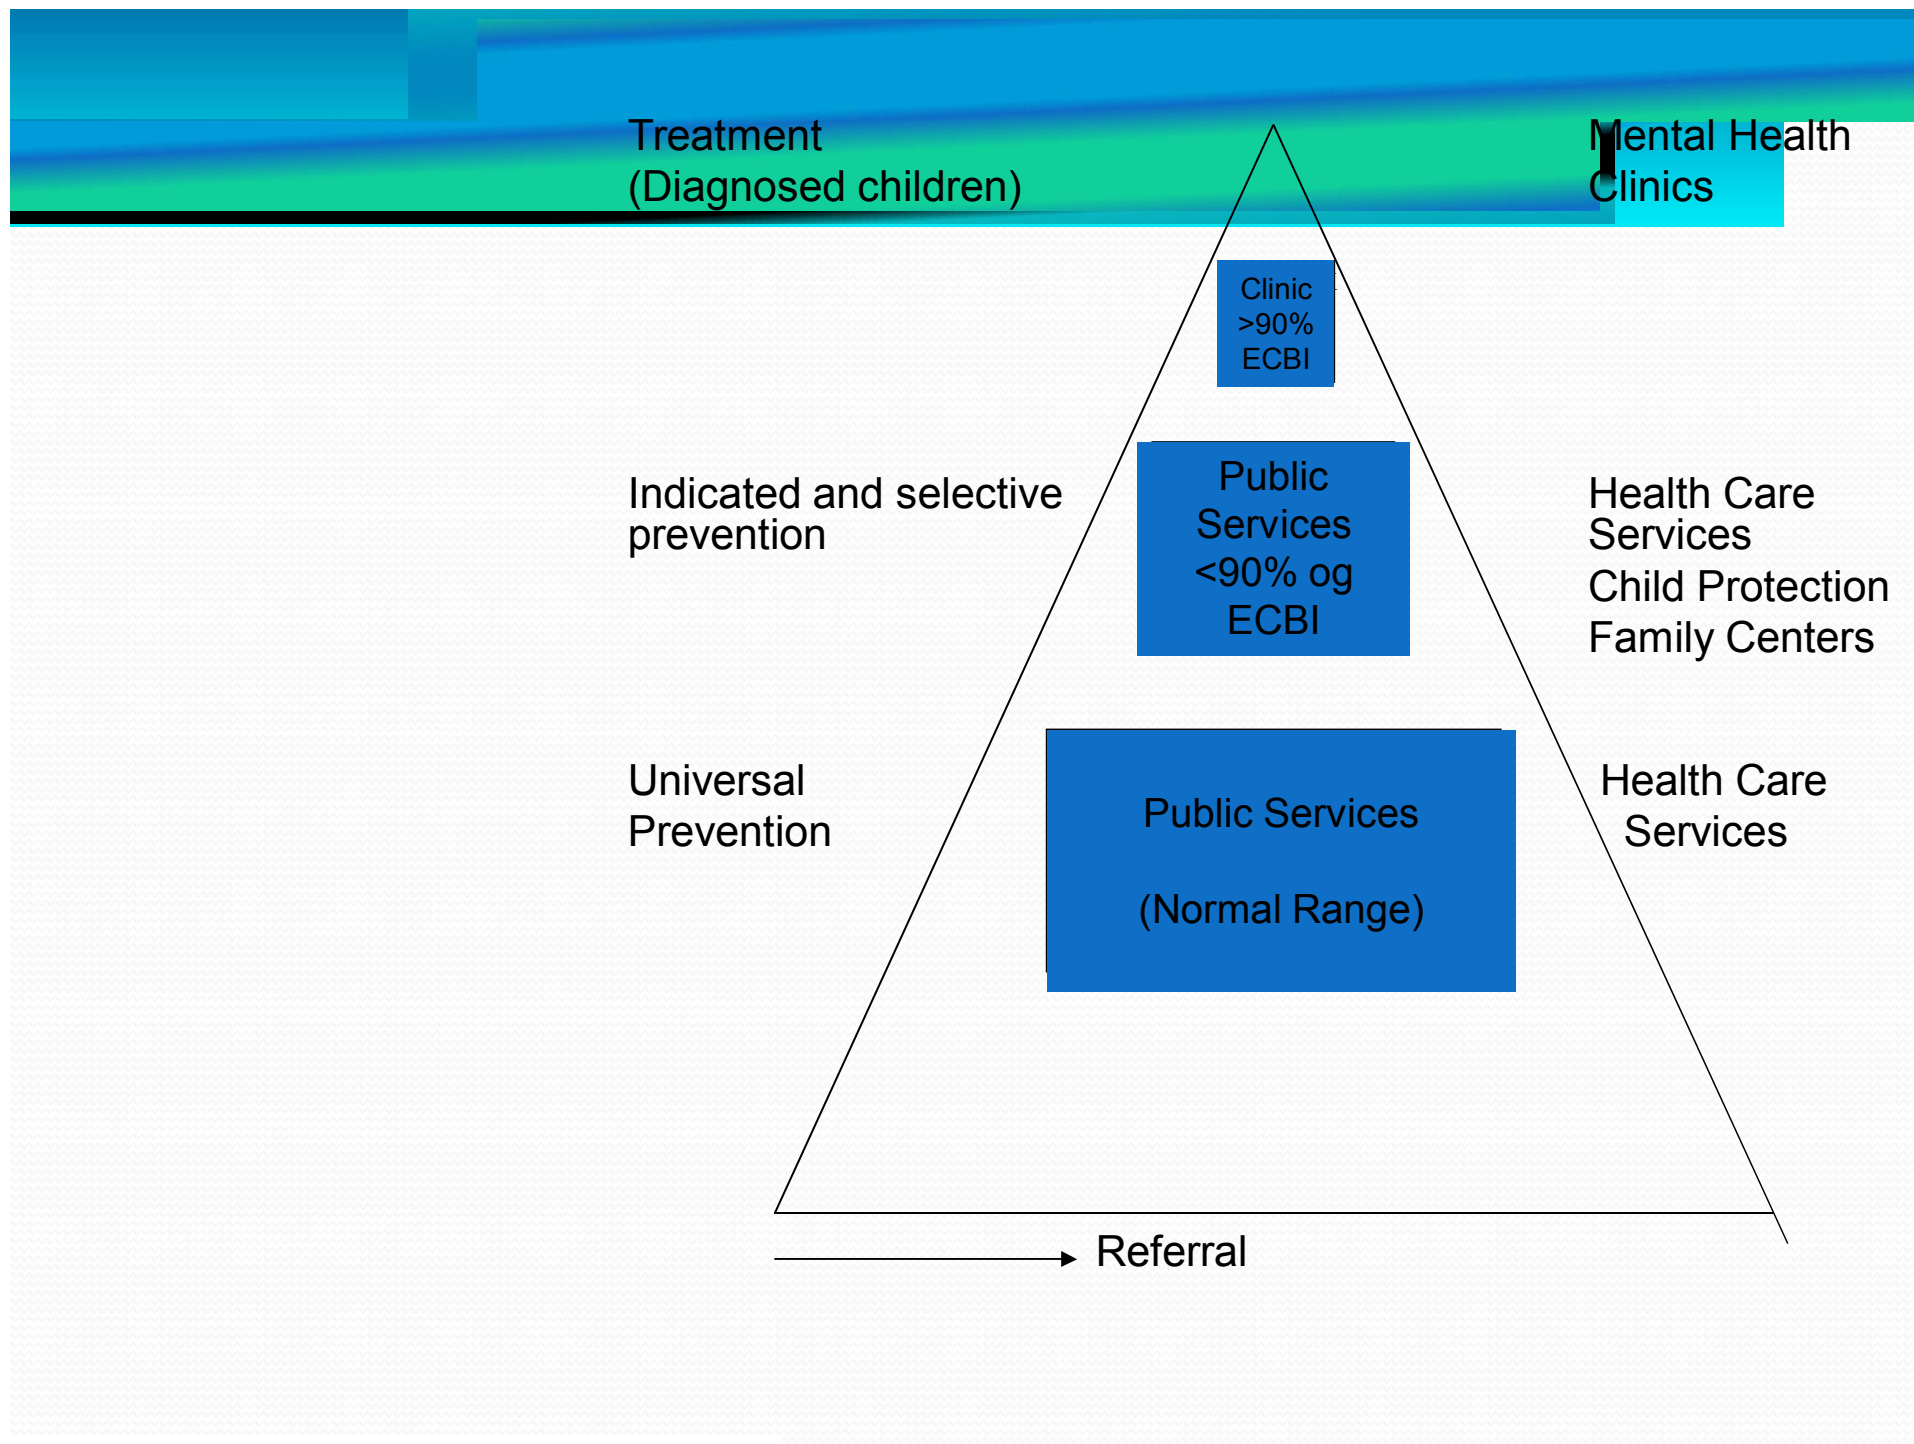 Treatment
(Diagnosed children)
Mental Health
Clinics
Clinic
>90%
ECBI
Indicated and selective
prevention
Public
Services
<90% og
ECBI
Health Care
Services
Child Protection
Family Centers
Universal
Prevention
Public Services
(Normal Range)
Health Care
Services
Referral